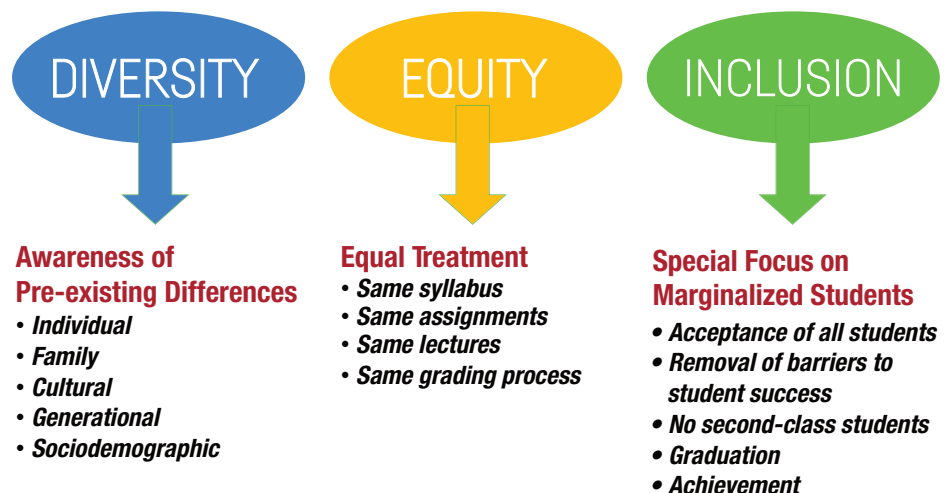 DIVERSITY
Awareness of
Pre-existing Differences
• Individual
• Family
• Cultural
• Generational
• Sociodemographic
EQUITY
Equal Treatment
• Same syllabus
• Same assignments
• Same lectures
• Same grading process
INCLUSION
Special Focus on
Marginalized Students
• Acceptance of all students
• Removal of barriers to
student success
• No second-class students
• Graduation
• Achievement